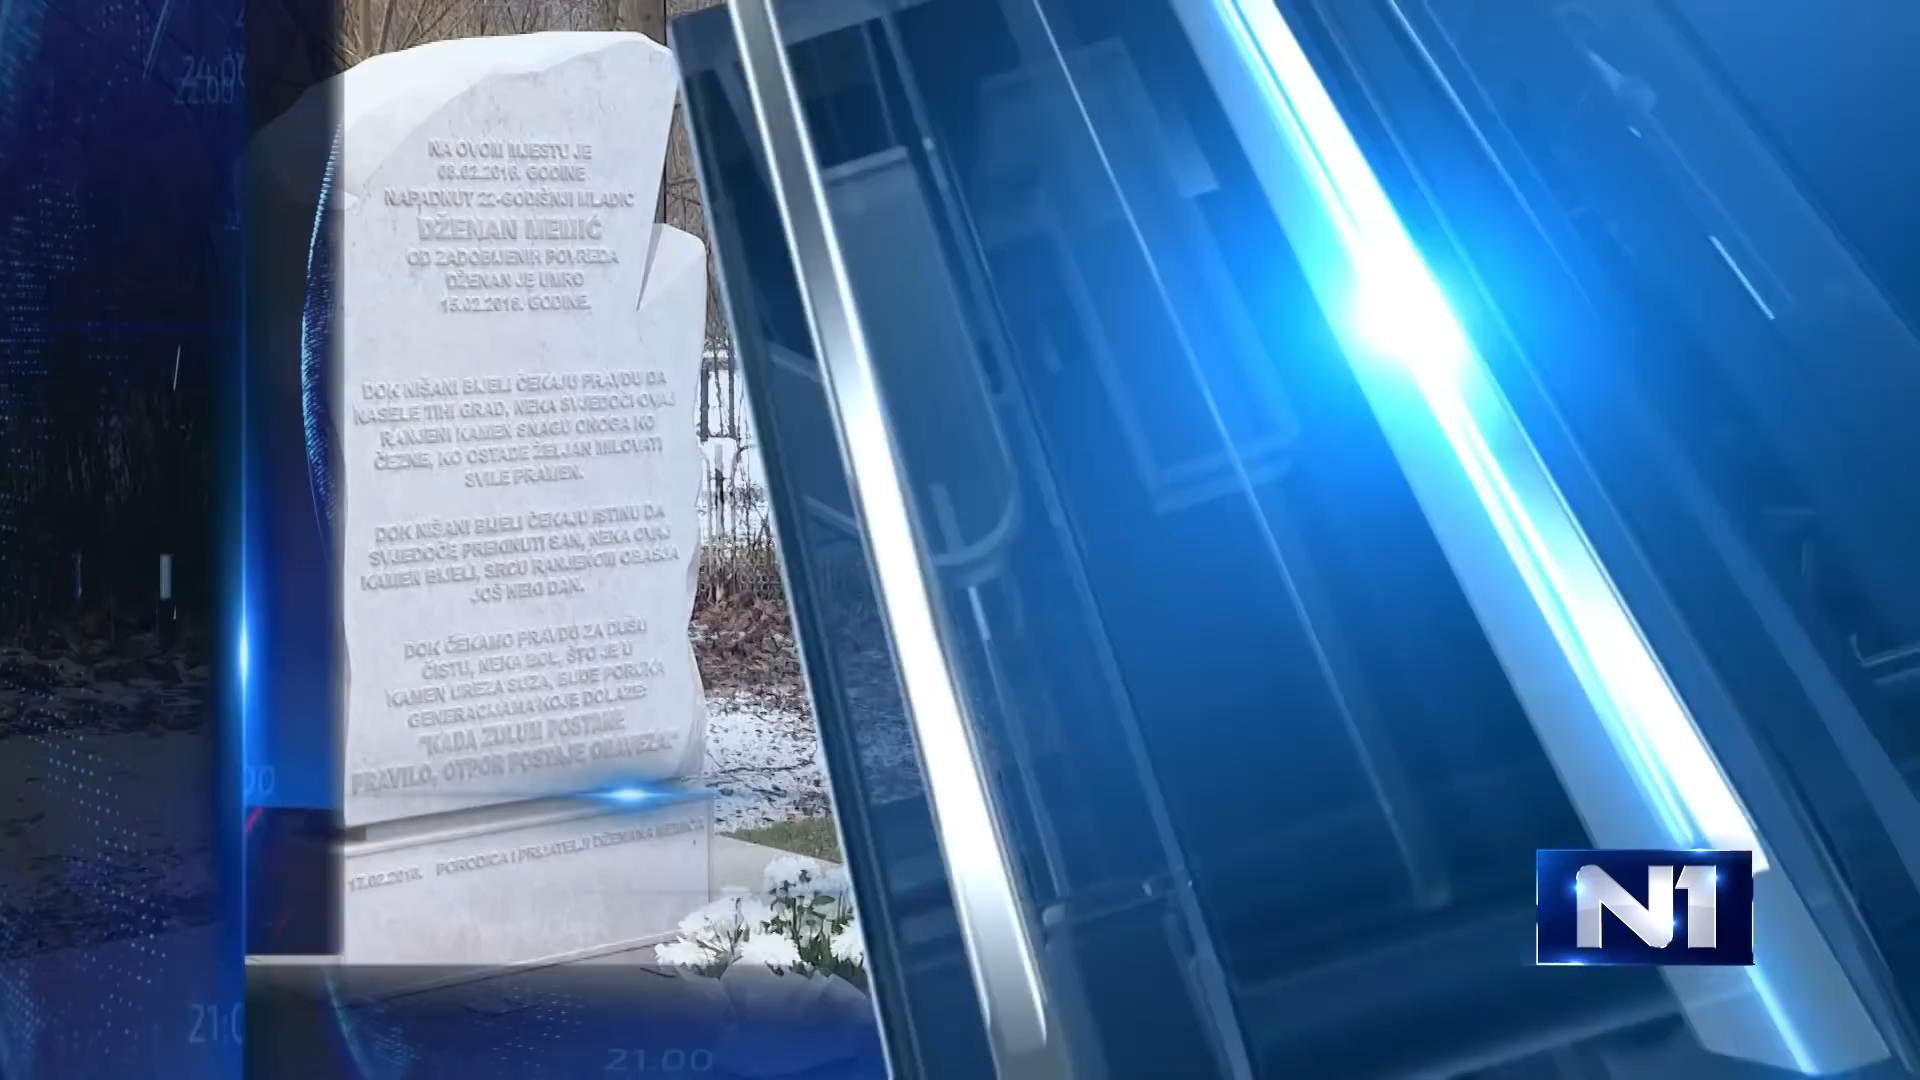 24:00
22:00
NA OVOM MJESTU JE
08.02.2016. GODINE
NAPADNUT 22-GODIŠNJI MLADIĆ
DŽENAN MEMIĆ
OD ZADOBIJENIH POVREDA
DŽENAN JE UMRO
15.02.2016. GODINE.
DOK NIŠANI BIJELI ČEKAJU PRAVDU DA
NASELE TIHI GRAD, NEKA SVJEDOČI OVAJ
RANJENI KAMEN SNAGU ONOGA KO
ČEZNE, KO OSTADE ŽELJAN MILOVATI
SVILE PRAMEN.
DOK NIŠANI BIJELI ČEKAJU ISTINU DA
SVJEDOČE PREKINUTI SAN, NEKA OVAJ
KAMEN BIJELI, SRCU RANJENOM OBASJA
JOŠ NEKI DAN.
DOK ČEKAMO PRAVDU ZA DUŠU
ČISTU, NEKA BOL, ŠTO JE U
KAMEN UREZA SUZA, BUDE PORUKA
GENERACIJAMA KOJE DOLAZE:
"KADA ZULUM POSTANE
PRAVILO, OTPOR POSTAJE OBAVEZA."
PORODICA I PRIJATELJI DŽENANA MEMIĆA
N1
21:00